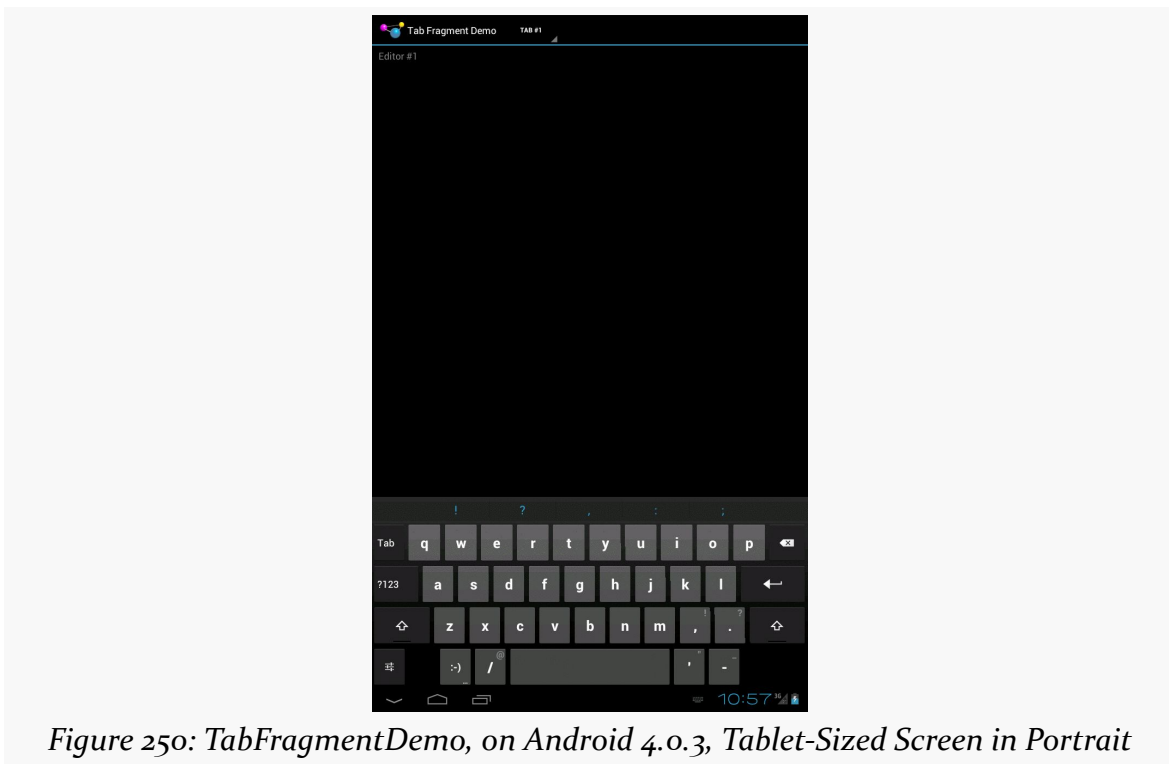 Tab Fragment Demo TAB #1
Editor #1
! ? , : ;
Tab q w e r t y u i o p
?123 a s d f g h j k l
z x c v b n m , ! . ?
:-) / @ ' " - _
10:57 3G
Figure 250: TabFragmentDemo, on Android 4.0.3, Tablet-Sized Screen in Portrait